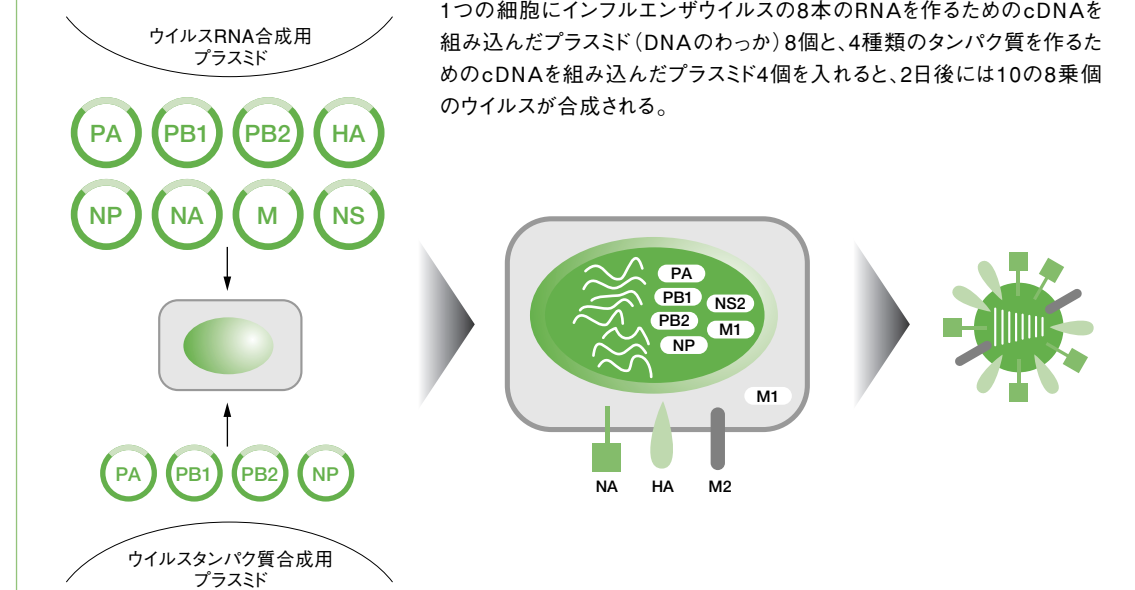 1つの細胞にインフルエンザウイルスの8本のRNAを作るためのcDNAを
組み込んだプラスミド（DNAのわっか）8個と、4種類のタンパク質を作るた
めのcDNAを組み込んだプラスミド4個を入れると、2日後には10の8乗個
のウイルスが合成される。
ウイルスRNA合成用
プラスミド
PA PB1 PB2 HA
NP NA M NS
PA PB1 PB2 NP
ウイルスタンパク質合成用
プラスミド
PA
PB1
NS2
PB2
M1
NP
M1
NA HA M2